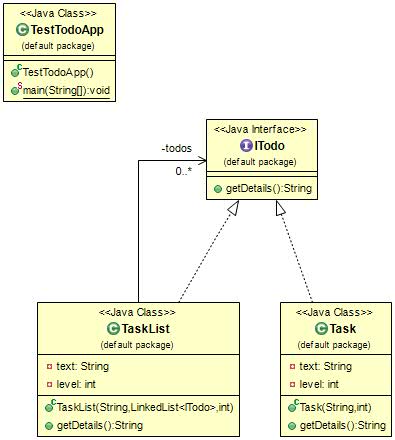 <<Java Class>>
TestTodoApp
(default package)
TestTodoApp()
main(String[]):void
<<Java Interface>>
ITodo
(default package)
getDetails():String
-todos
0..*
<<Java Class>>
TaskList
(default package)
text: String
level: int
TaskList(String,LinkedList<ITodo>,int)
getDetails():String
<<Java Class>>
Task
(default package)
text: String
level: int
Task(String,int)
getDetails():String